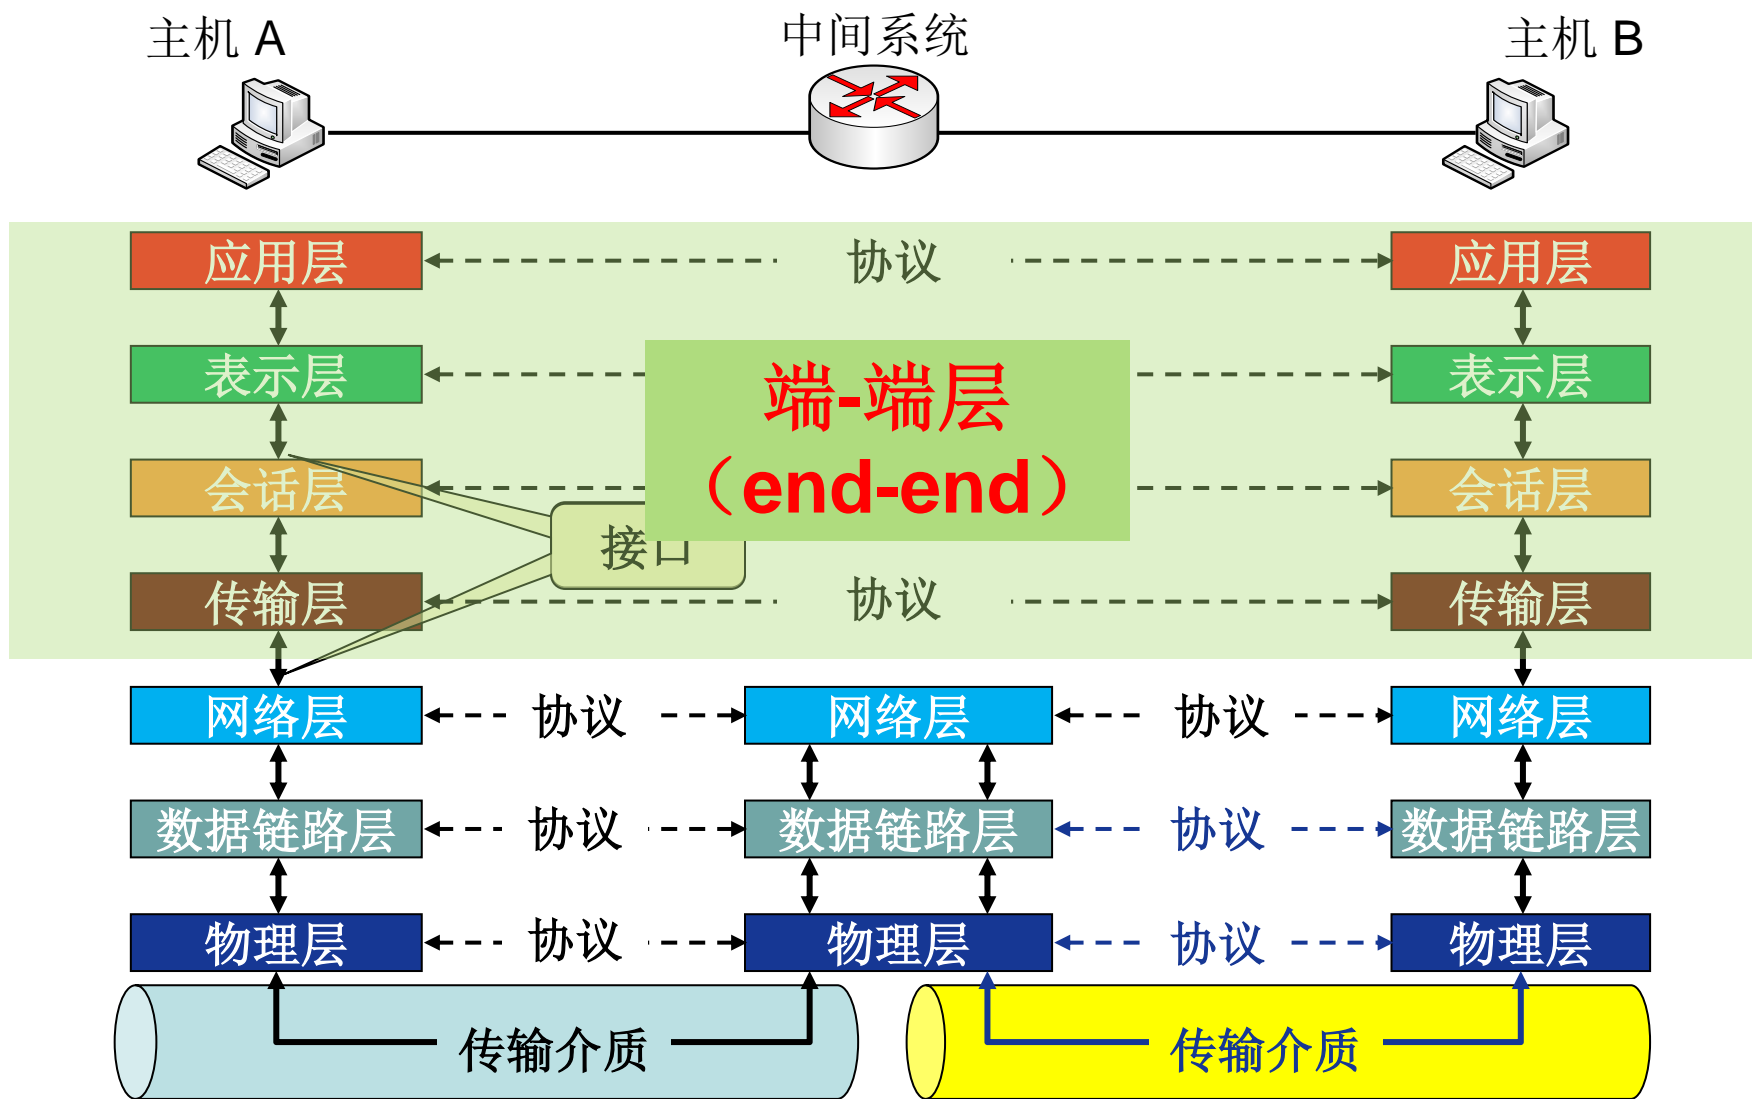 主机 A
中间系统
主机 B
应用层
协议
应用层
表示层
端-端层
（end-end）
表示层
会话层
会话层
接口
传输层
协议
传输层
网络层
协议
网络层
协议
网络层
数据链路层
协议
数据链路层
协议
数据链路层
物理层
协议
物理层
协议
物理层
传输介质
传输介质